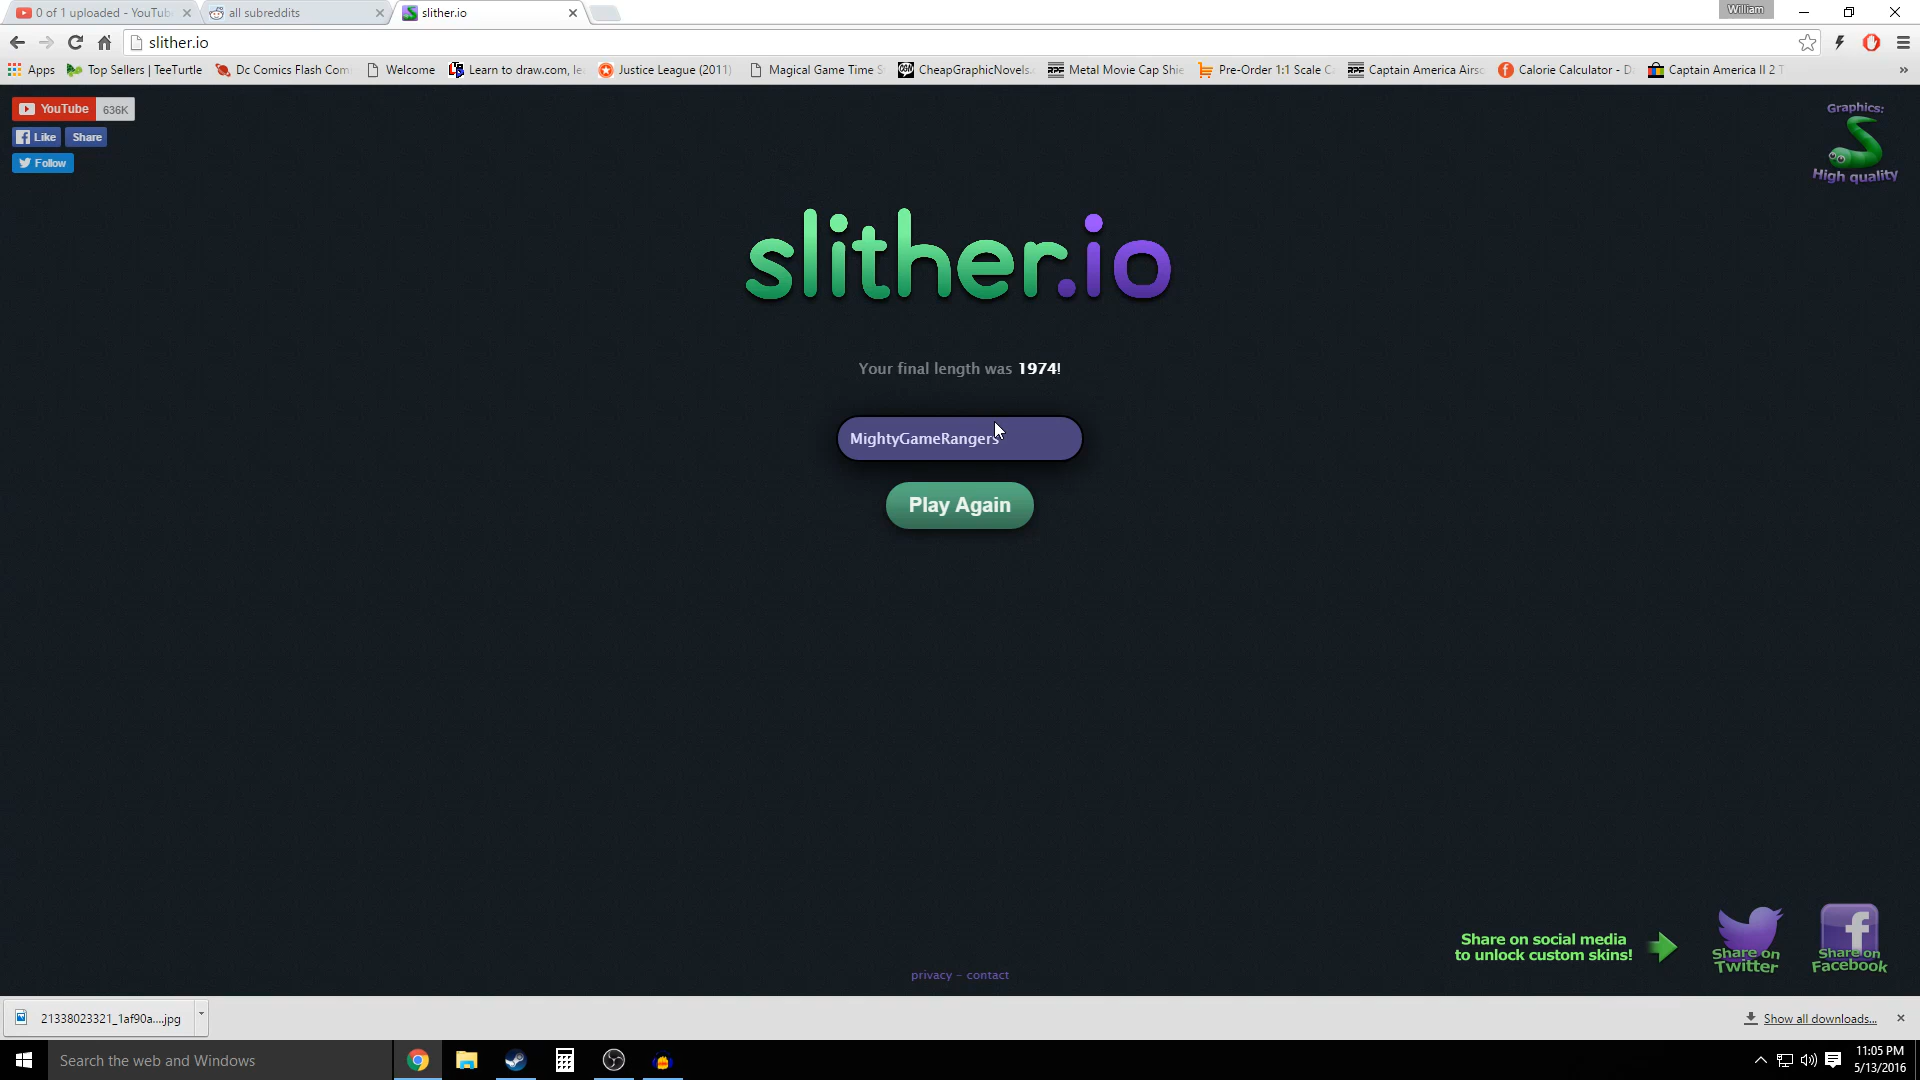 0 of 1 uploaded - YouTub
all subreddits
slither.io
William
slither.io
Apps
Top Sellers | TeeTurtle
Dc Comics Flash Com
Welcome
Learn to draw.com, le
Justice League (2011)
Magical Game Time S
CheapGraphicNovels.
Metal Movie Cap Shie
Pre-Order 1:1 Scale C
Captain America Airso
Calorie Calculator - D
Captain America II 2 T
»
YouTube 636K
Like Share
Follow
Graphics:
High quality
slither.io
Your final length was 1974!
MightyGameRangers
Play Again
Share on social media
to unlock custom skins!
Share on
Twitter
Share on
Facebook
privacy - contact
21338023321_1af90a....jpg
Show all downloads...
Search the web and Windows
11:05 PM
5/13/2016